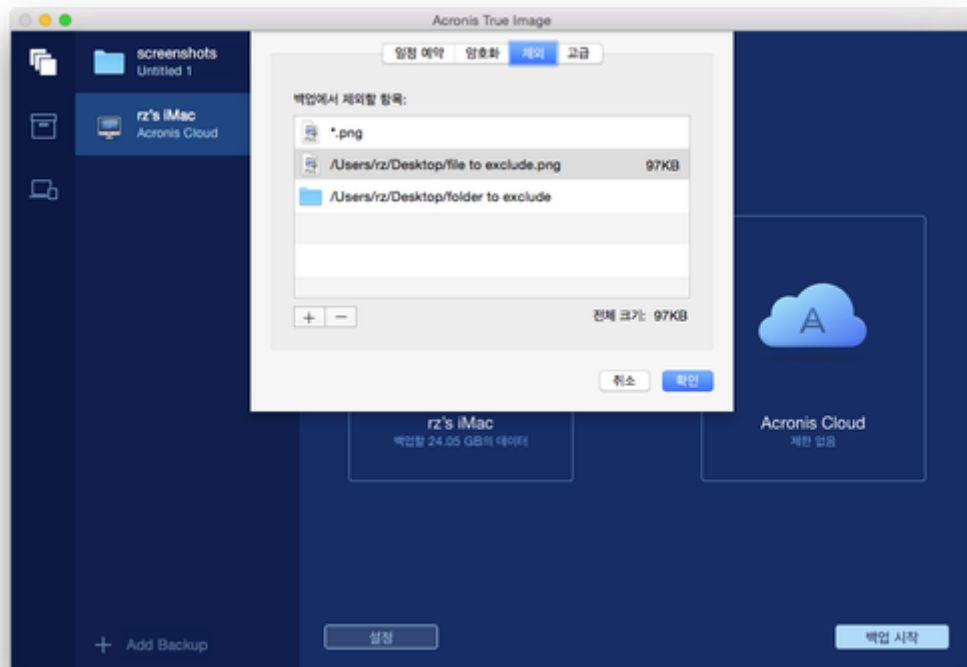 Acronis True Image
screenshots
Untitled 1
rz's iMac
Acronis Cloud
일정 예약 암호화 제외 고급
백업에서 제외할 항목:
*.png
/Users/rz/Desktop/file to exclude.png 97KB
/Users/rz/Desktop/folder to exclude
+ −
전체 크기: 97KB
취소 확인
rz's iMac
백업할 24.05 GB의 데이터
Acronis Cloud
제한 없음
+ Add Backup
설정
백업 시작